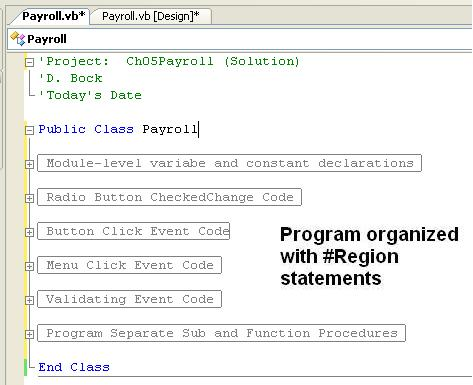 Payroll.vb* Payroll.vb [Design]*
Payroll
'Project:  Ch05Payroll (Solution)
'D. Bock
'Today's Date
Public Class Payroll
Module-level variabe and constant declarations
Radio Button CheckedChange Code
Button Click Event Code
Menu Click Event Code
Validating Event Code
Program Separate Sub and Function Procedures
End Class
Program organized
with #Region
statements